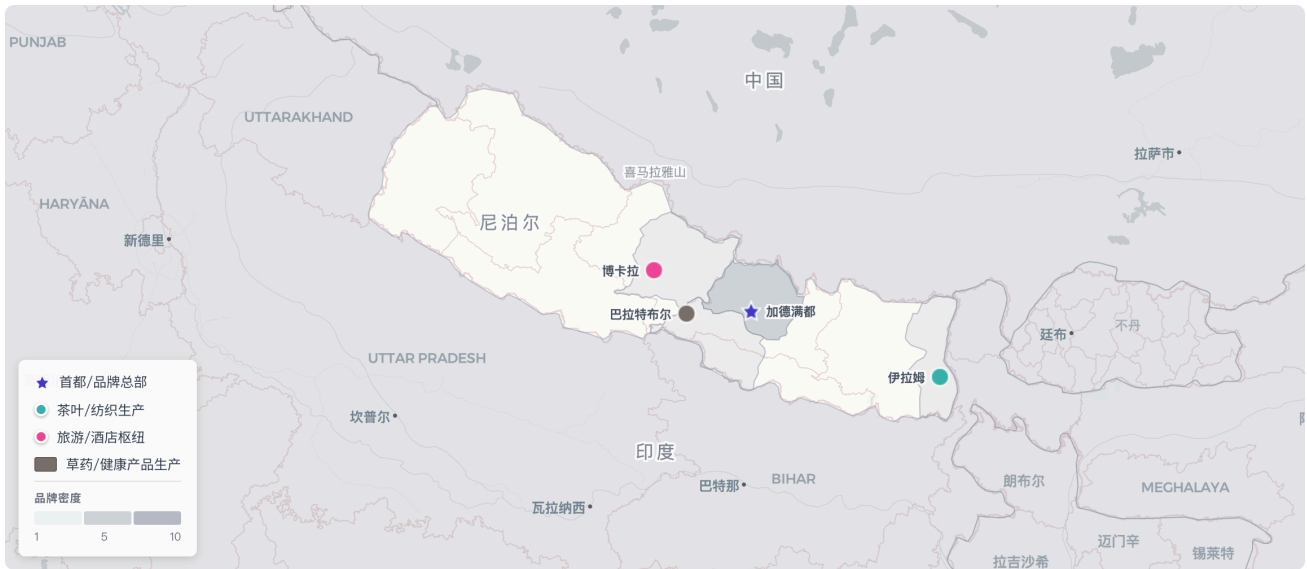 PUNJAB
中国
UTTARAKHAND
拉萨市
喜马拉雅山
HARYĀNA
尼泊尔
新德里
博卡拉
巴拉特布尔
加德满都
不丹
廷布
UTTAR PRADESH
伊拉姆
首都/品牌总部
茶叶/纺织生产
旅游/酒店枢纽
草药/健康产品生产
品牌密度
1 5 10
坎普尔
印度
巴特那
BIHAR
朗布尔
MEGHALAYA
瓦拉纳西
迈门辛
锡莱特
拉吉沙希